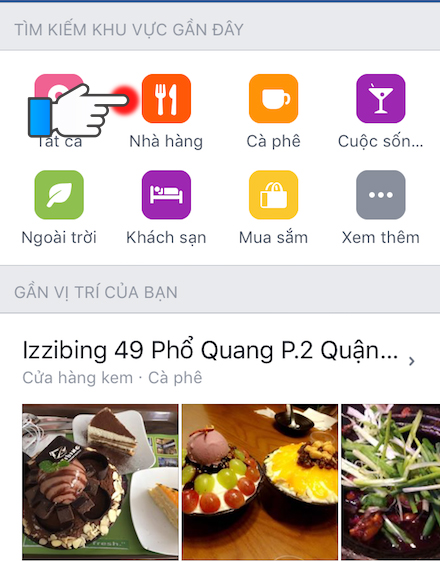 TÌM KIẾM KHU VỰC GẦN ĐÂY
Tất cả
Nhà hàng
Cà phê
Cuộc sốn...
Ngoài trời
Khách sạn
Mua sắm
Xem thêm
GẦN VỊ TRÍ CỦA BẠN
Izzibing 49 Phổ Quang P.2 Quận...
Cửa hàng kem · Cà phê